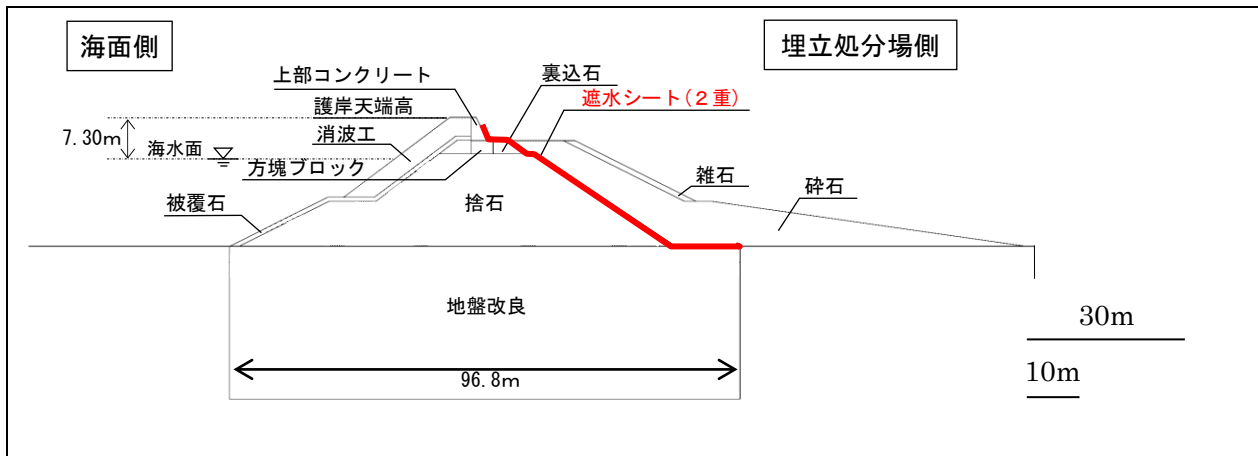 海面側
埋立処分場側
上部コンクリート
裏込石
遮水シート(2重)
護岸天端高
7.30m
消波工
海水面
方塊ブロック
雑石
砕石
被覆石
捨石
地盤改良
30m
96.8m
10m